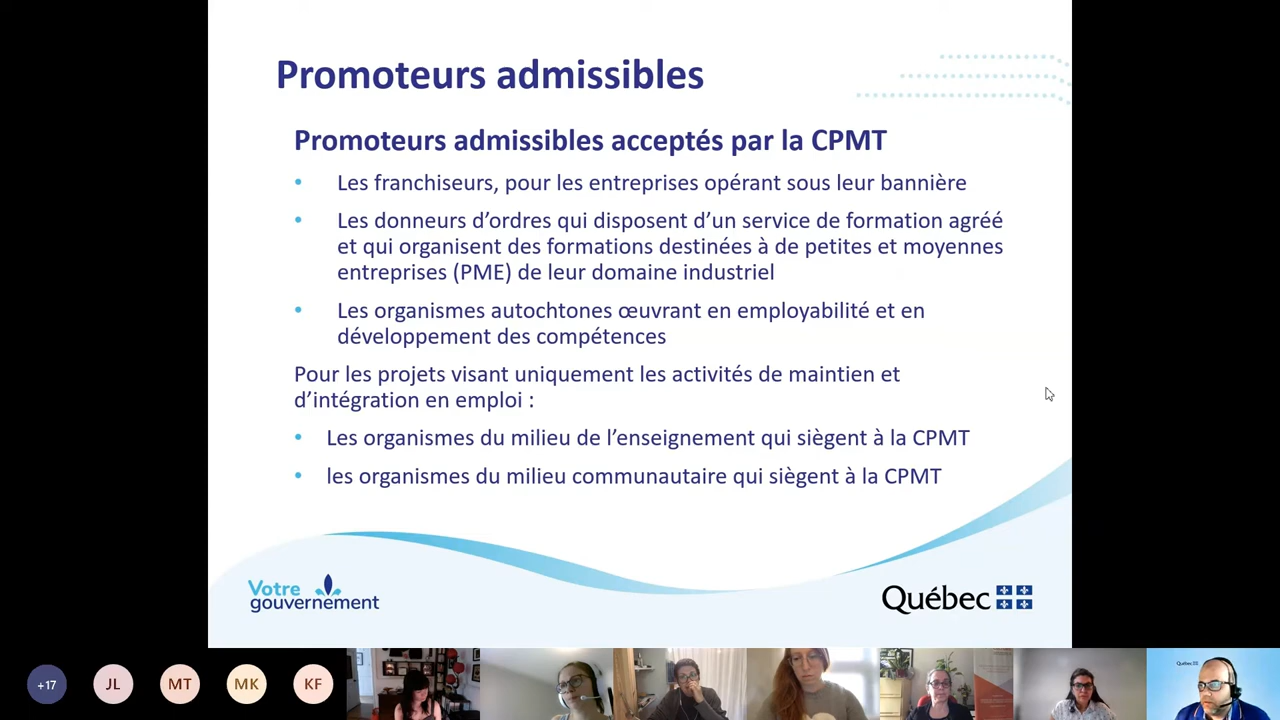 Promoteurs admissibles
Promoteurs admissibles acceptés par la CPMT
• Les franchiseurs, pour les entreprises opérant sous leur bannière
• Les donneurs d’ordres qui disposent d’un service de formation agréé
et qui organisent des formations destinées à de petites et moyennes
entreprises (PME) de leur domaine industriel
• Les organismes autochtones œuvrant en employabilité et en
développement des compétences
Pour les projets visant uniquement les activités de maintien et
d’intégration en emploi :
• Les organismes du milieu de l’enseignement qui siègent à la CPMT
• les organismes du milieu communautaire qui siègent à la CPMT
Votre
gouvernement
Québec
+17
JL
MT
MK
KF
Québec